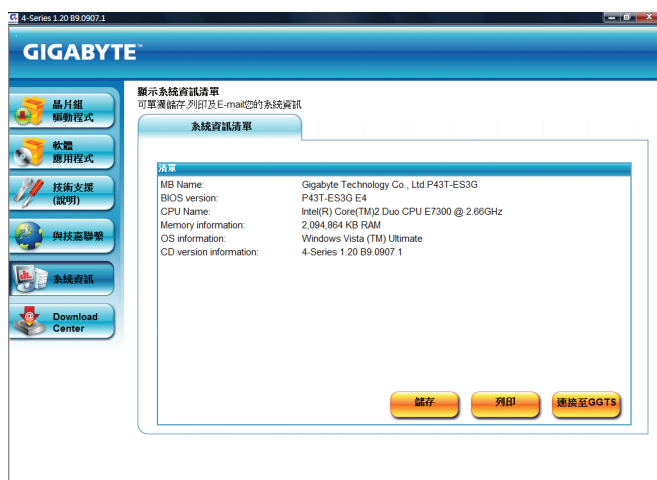 4-Series 1.20 B9.0907.1
GIGABYTE™
晶片組
驅動程式
軟體
應用程式
技術支援
(說明)
與技嘉聯繫
系統資訊
Download
Center
顯示系統資訊清單
可單獨儲存,列印及E-mail您的系統資訊
系統資訊清單
清單
MB Name: Gigabyte Technology Co., Ltd.P43T-ES3G
BIOS version: P43T-ES3G E4
CPU Name: Intel(R) Core(TM)2 Duo CPU E7300 @ 2.66GHz
Memory information: 2,094,864 KB RAM
OS information: Windows Vista (TM) Ultimate
CD version information: 4-Series 1.20 B9.0907.1
儲存
列印
連接至GGTS